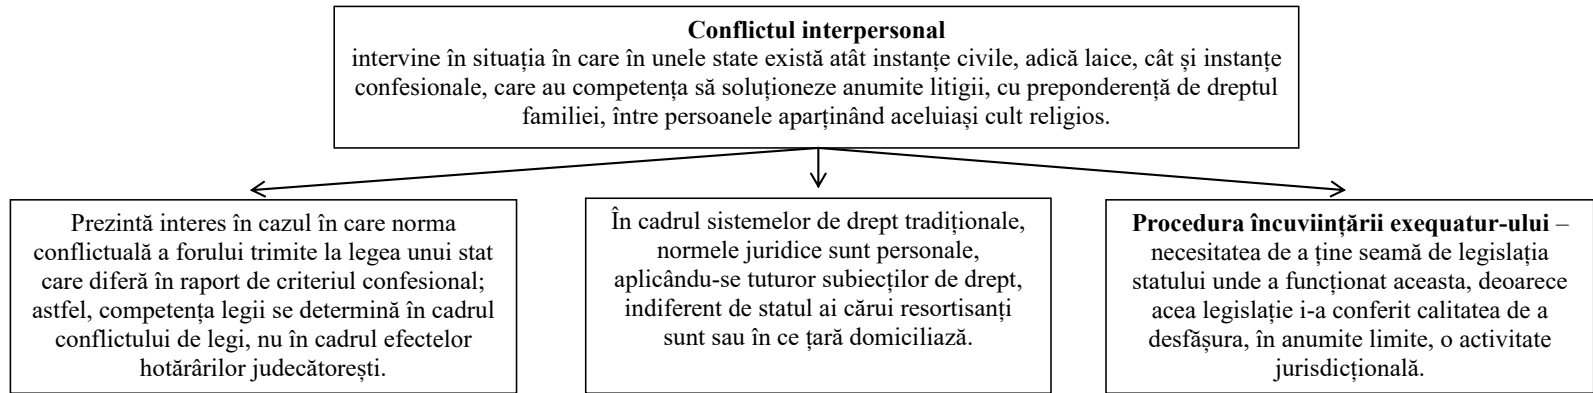 Conflictul interpersonal
intervine în situația în care în unele state există atât instanțe civile, adică laice, cât și instanțe
confesionale, care au competența să soluționeze anumite litigii, cu preponderență de dreptul
familiei, între persoanele aparținând aceluiași cult religios.
Prezintă interes în cazul în care norma
conflictuală a forului trimite la legea unui stat
care diferă în raport de criteriul confesional;
astfel, competența legii se determină în cadrul
conflictului de legi, nu în cadrul efectelor
hotărârilor judecătorești.
În cadrul sistemelor de drept tradiționale,
normele juridice sunt personale,
aplicându-se tuturor subiecților de drept,
indiferent de statul ai cărui resortisanți
sunt sau în ce țară domiciliază.
Procedura încuviințării exequatur-ului –
necesitatea de a ține seamă de legislația
statului unde a funcționat aceasta, deoarece
acea legislație i-a conferit calitatea de a
desfășura, în anumite limite, o activitate
jurisdicțională.